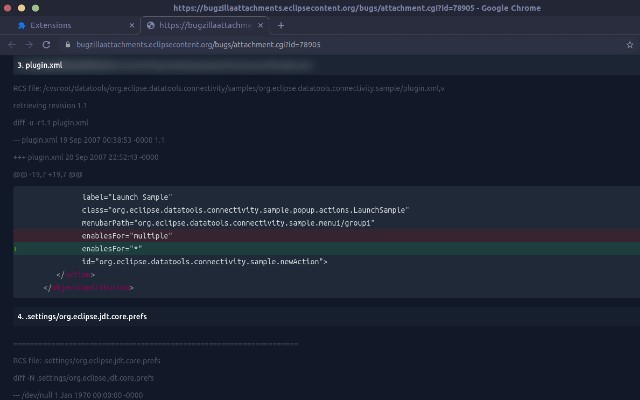 https://bugzillaattachments.eclipsecontent.org/bugs/attachment.cgi?id=78905 - Google Chrome
Extensions
https://bugzillaattachments.e
bugzillaattachments.eclipsecontent.org/bugs/attachment.cgi?id=78905
3. plugin.xml
RCS file: /cvsroot/datatools/org.eclipse.datatools.connectivity/samples/org.eclipse.datatools.connectivity.sample/plugin.xml,v
retrieving revision 1.1
diff -u -r1.1 plugin.xml
--- plugin.xml 19 Sep 2007 00:38:53 -0000 1.1
+++ plugin.xml 20 Sep 2007 22:52:13 -0000
@@ -19,7 +19,7 @@
label="Launch Sample"
class="org.eclipse.datatools.connectivity.sample.popup.actions.LaunchSample"
menubarPath="org.eclipse.datatools.connectivity.sample.menu1/group1"
enablesFor="multiple"
enablesFor="*"
id="org.eclipse.datatools.connectivity.sample.newAction">
</action>
</objectContribution>
4. .settings/org.eclipse.jdt.core.prefs
===================================================================
RCS file: .settings/org.eclipse.jdt.core.prefs
diff -N .settings/org.eclipse.jdt.core.prefs
--- /dev/null 1 Jan 1970 00:00:00 -0000